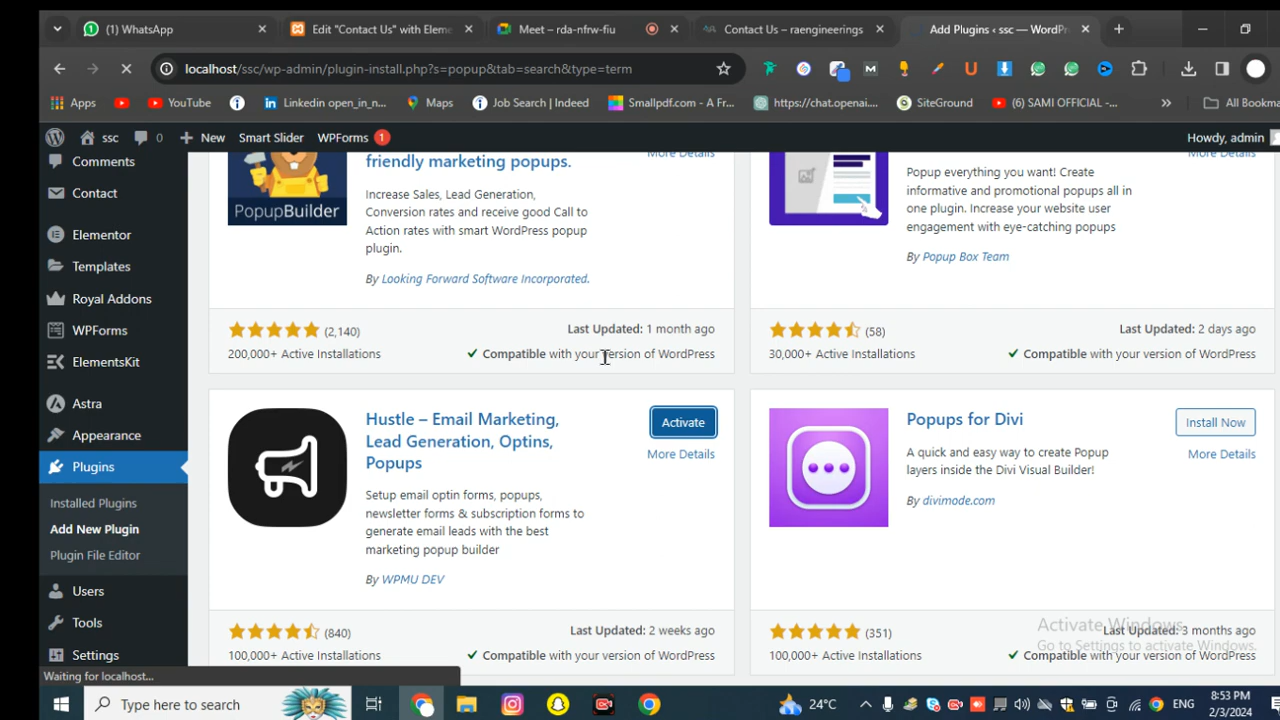 (1) WhatsApp
Edit "Contact Us" with Eleme
Meet – rda-nfrw-fiu
Contact Us – raengineerings
Add Plugins ‹ ssc — WordPr
localhost/ssc/wp-admin/plugin-install.php?s=popup&tab=search&type=term
Apps
YouTube
Linkedin open_in_n...
Maps
Job Search | Indeed
Smallpdf.com - A Fr...
https://chat.openai....
SiteGround
(6) SAMI OFFICIAL -...
»
All Bookma
ssc
0
New
Smart Slider
WPForms 1
Howdy, admin
Comments
Contact
Elementor
Templates
Royal Addons
WPForms
ElementsKit
Astra
Appearance
Plugins
Installed Plugins
Add New Plugin
Plugin File Editor
Users
Tools
Settings
PopupBuilder
friendly marketing popups.
More Details
Increase Sales, Lead Generation,
Conversion rates and receive good Call to
Action rates with smart WordPress popup
plugin.
By Looking Forward Software Incorporated.
(2,140)
Last Updated: 1 month ago
200,000+ Active Installations
Compatible with your version of WordPress
More Details
Popup everything you want! Create
informative and promotional popups all in
one plugin. Increase your website user
engagement with eye-catching popups
By Popup Box Team
(58)
Last Updated: 2 days ago
30,000+ Active Installations
Compatible with your version of WordPress
Hustle – Email Marketing,
Lead Generation, Optins,
Popups
Activate
More Details
Setup email optin forms, popups,
newsletter forms & subscription forms to
generate email leads with the best
marketing popup builder
By WPMU DEV
(840)
Last Updated: 2 weeks ago
100,000+ Active Installations
Compatible with your version of WordPress
Popups for Divi
Install Now
More Details
A quick and easy way to create Popup
layers inside the Divi Visual Builder!
By divimode.com
(351)
Last Updated: 3 months ago
100,000+ Active Installations
Compatible with your version of WordPress
Activate Windows
Go to Settings to activate Windows.
Waiting for localhost...
Type here to search
24°C
ENG
8:53 PM
2/3/2024